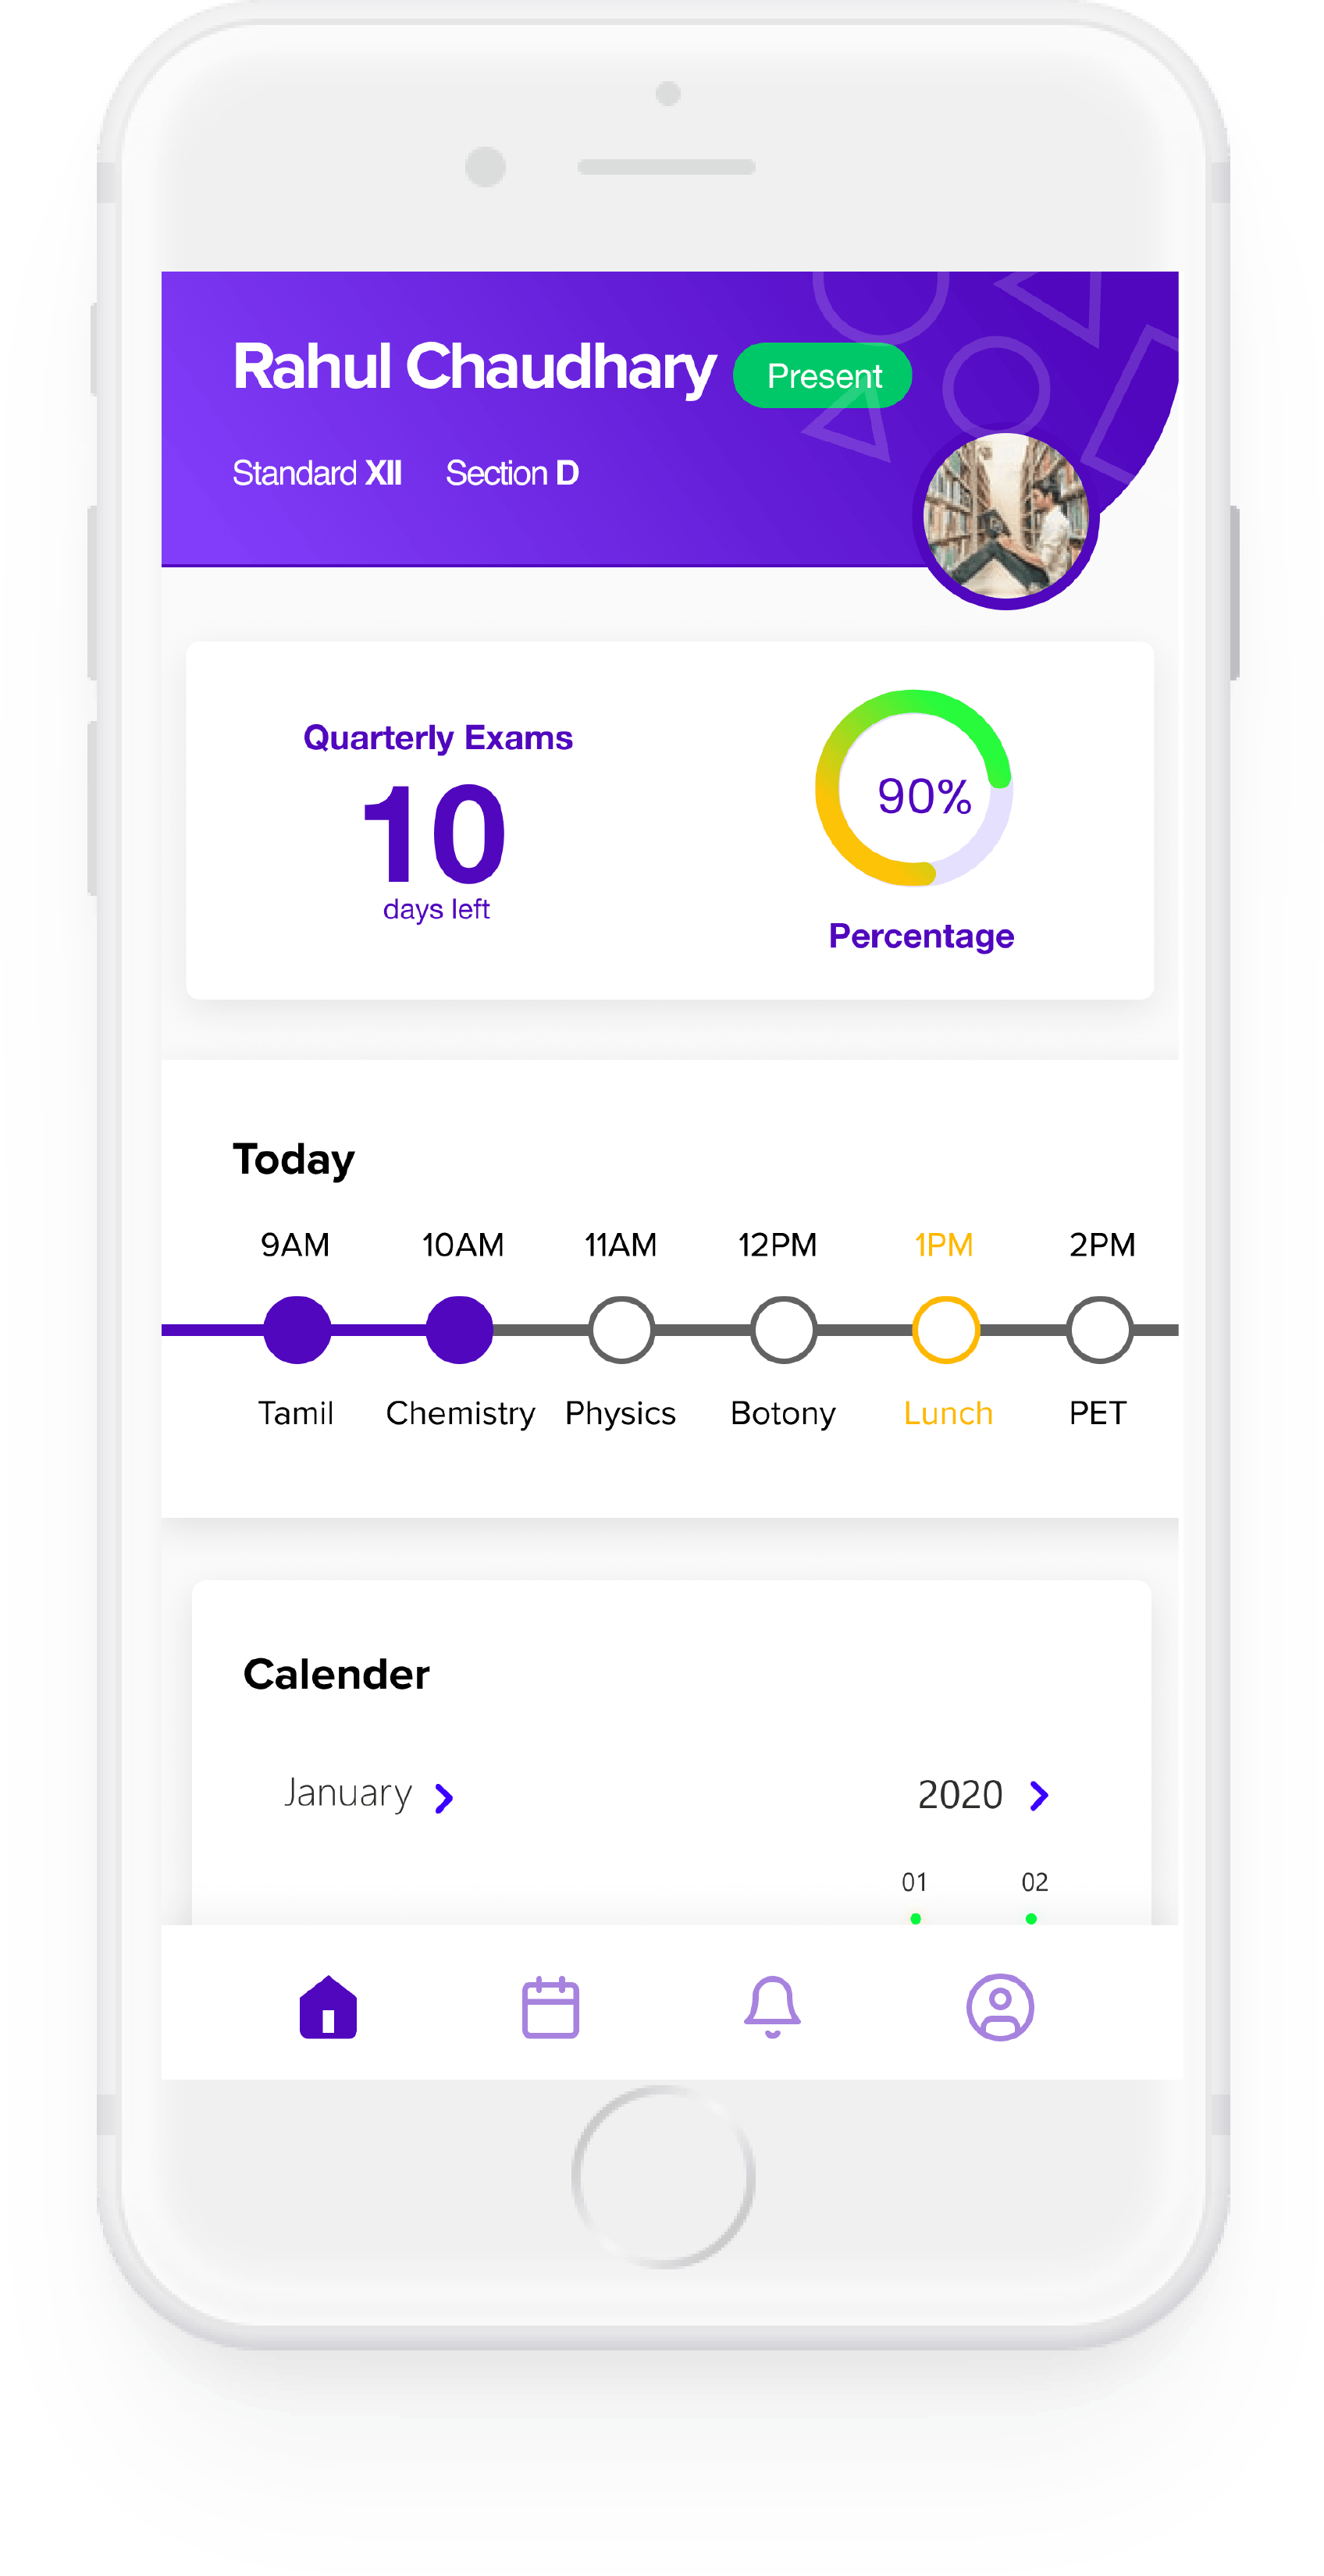 Rahul Chaudhary Present
Standard XII Section D
Quarterly Exams
10
days left
90%
Percentage
Today
9AM 10AM 11AM 12PM 1PM 2PM
Tamil Chemistry Physics Botony Lunch PET
Calender
January 2020
01 02